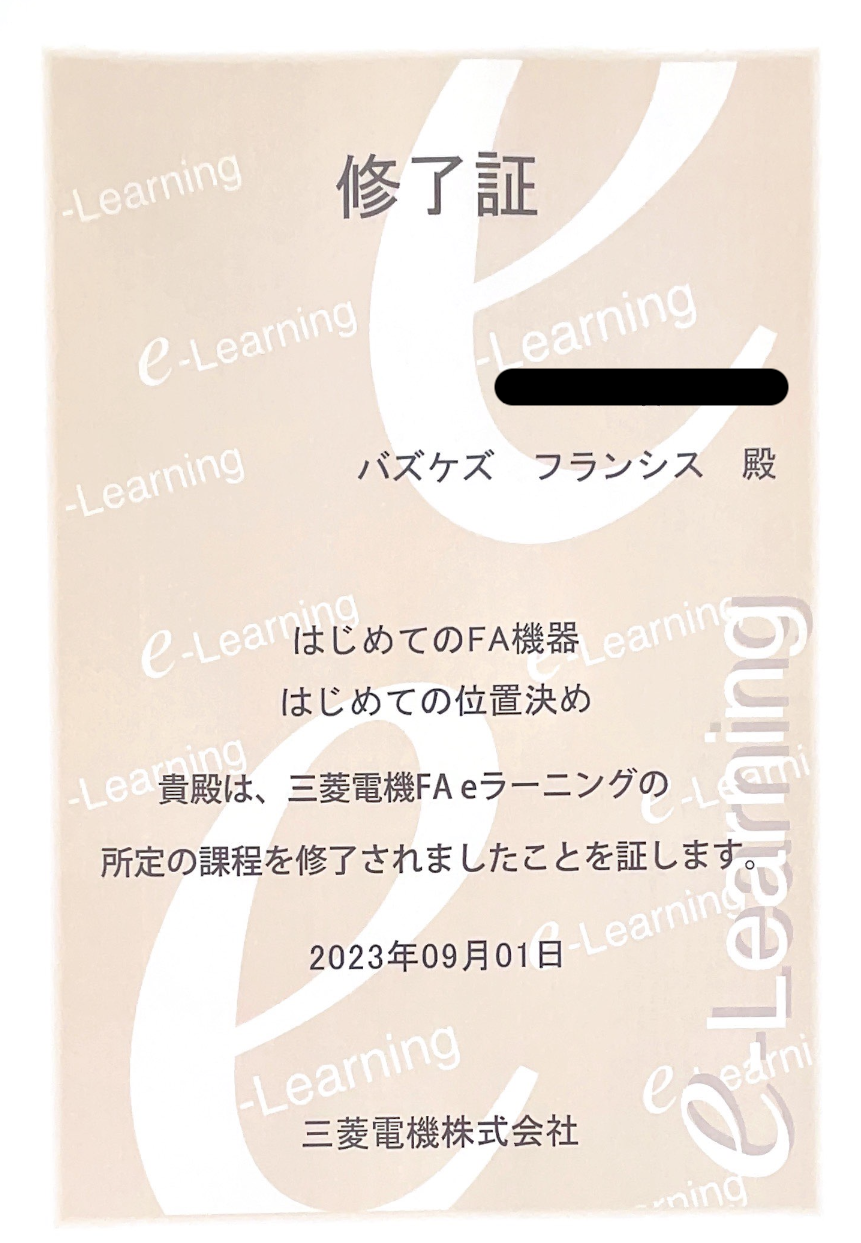 修了証
バズケズ　フランシス　殿
はじめてのFA機器
はじめての位置決め
貴殿は、三菱電機FA eラーニングの
所定の課程を修了されましたことを証します。
2023年09月01日
三菱電機株式会社
-Learning
e-Learning
-Learning
-Learning
e-Learning
e-Learning
-Learning
e-Learni
e-Learning
-Learning
e-Learni
rning
e-Learning